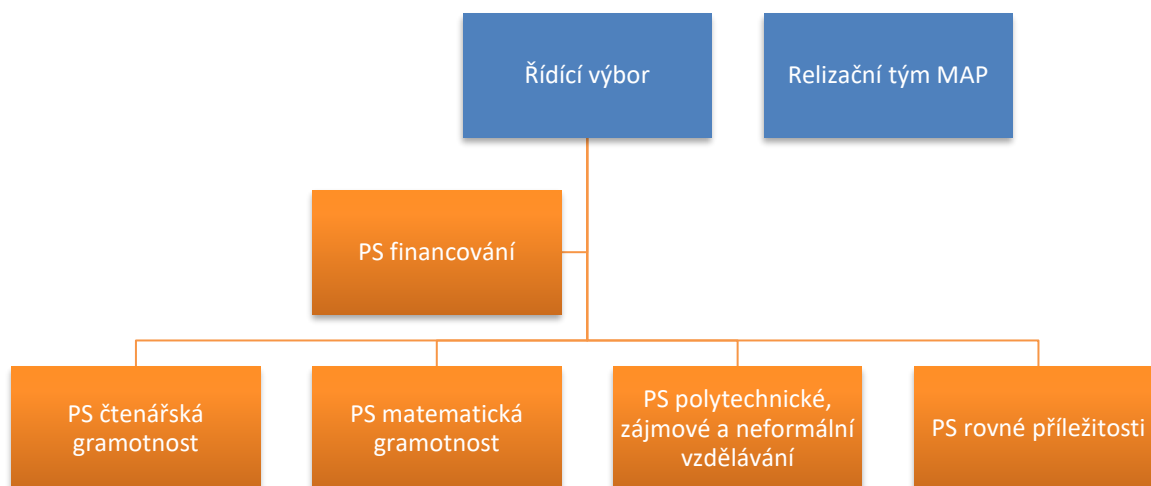 Řídící výbor
Relizační tým MAP
PS financování
PS čtenářská
gramotnost
PS matematická
gramotnost
PS polytechnické,
zájmové a neformální
vzdělávání
PS rovné příležitosti